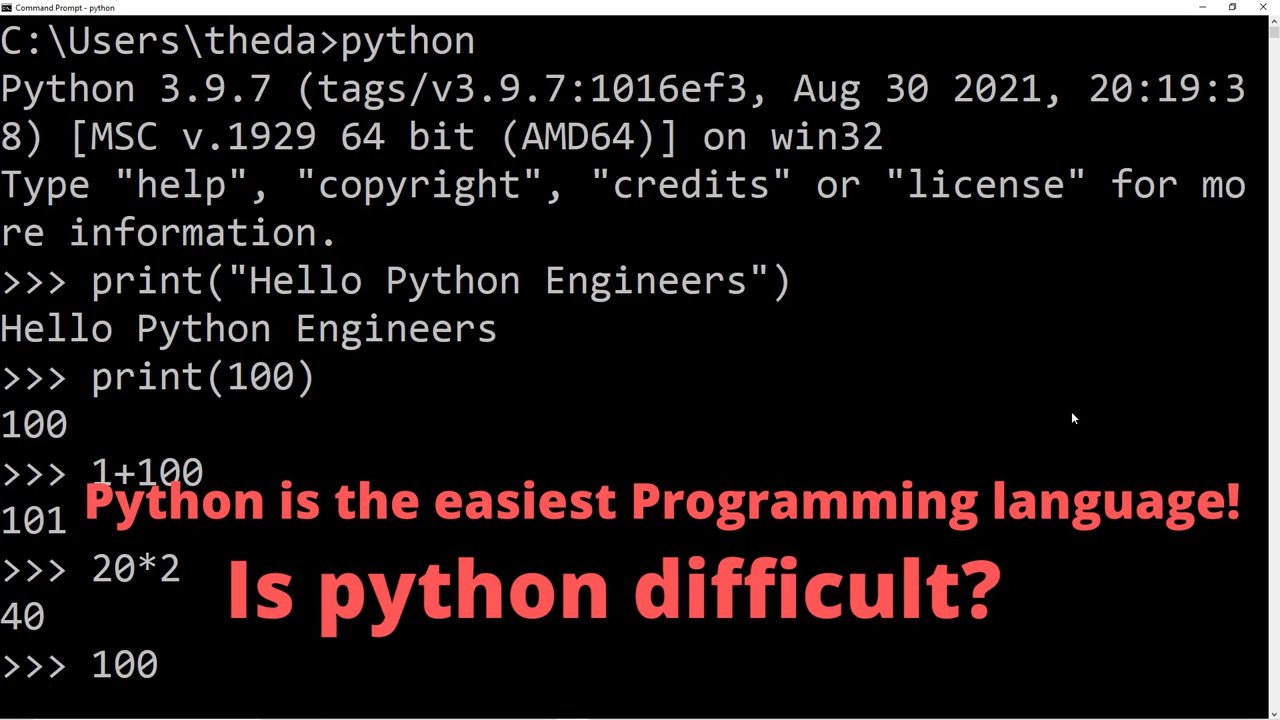 Command Prompt - python
C:\Users\theda>python
Python 3.9.7 (tags/v3.9.7:1016ef3, Aug 30 2021, 20:19:3
8) [MSC v.1929 64 bit (AMD64)] on win32
Type "help", "copyright", "credits" or "license" for mo
re information.
>>> print("Hello Python Engineers")
Hello Python Engineers
>>> print(100)
100
>>> 1+100
Python is the easiest Programming language!
101
>>> 20*2
Is python difficult?
40
>>> 100